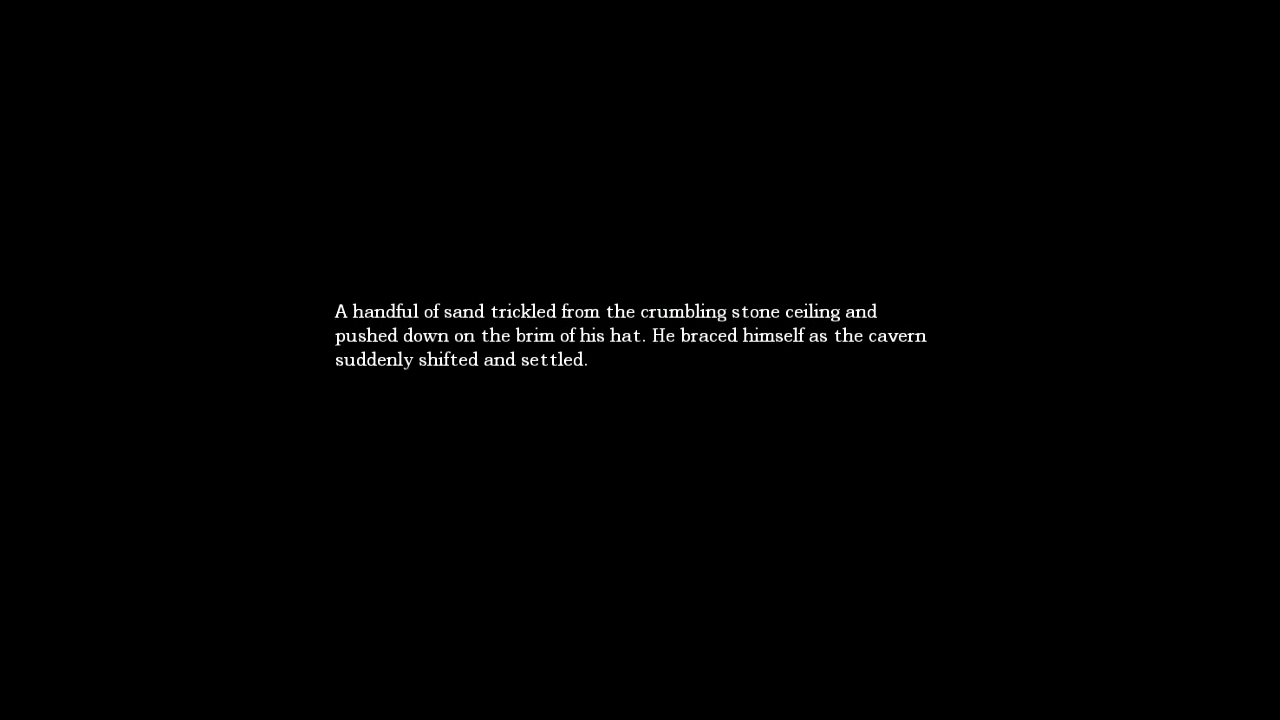 A handful of sand trickled from the crumbling stone ceiling and
pushed down on the brim of his hat. He braced himself as the cavern
suddenly shifted and settled.